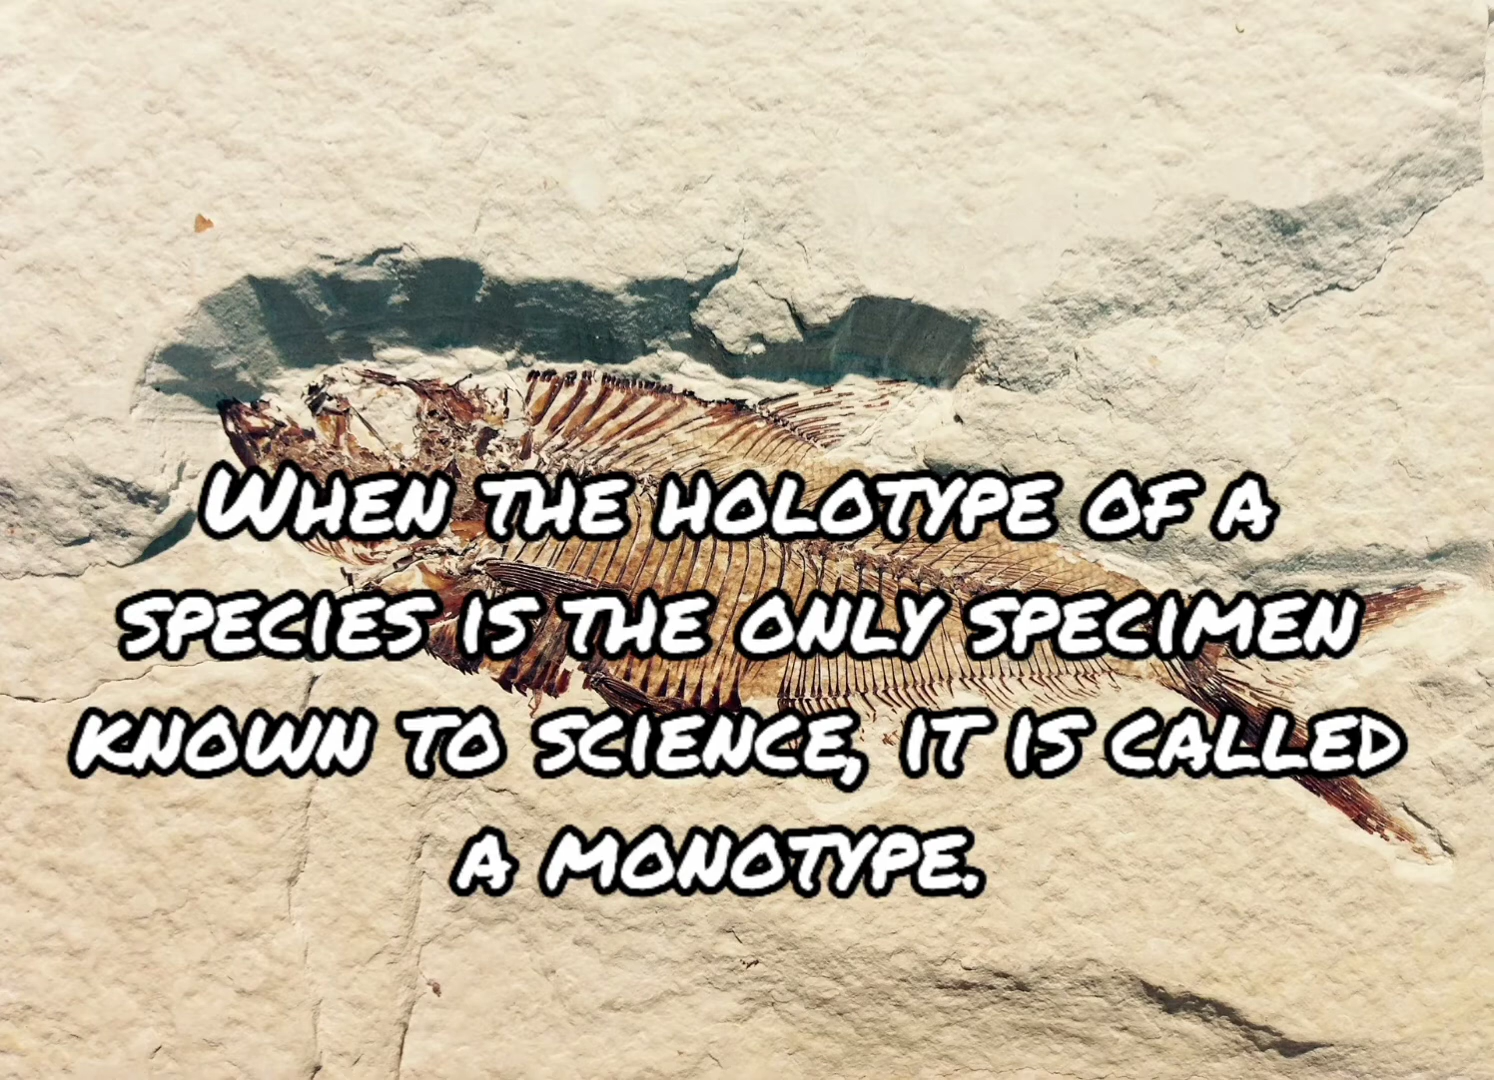 When the holotype of a
species is the only specimen
known to science, it is called
a monotype.